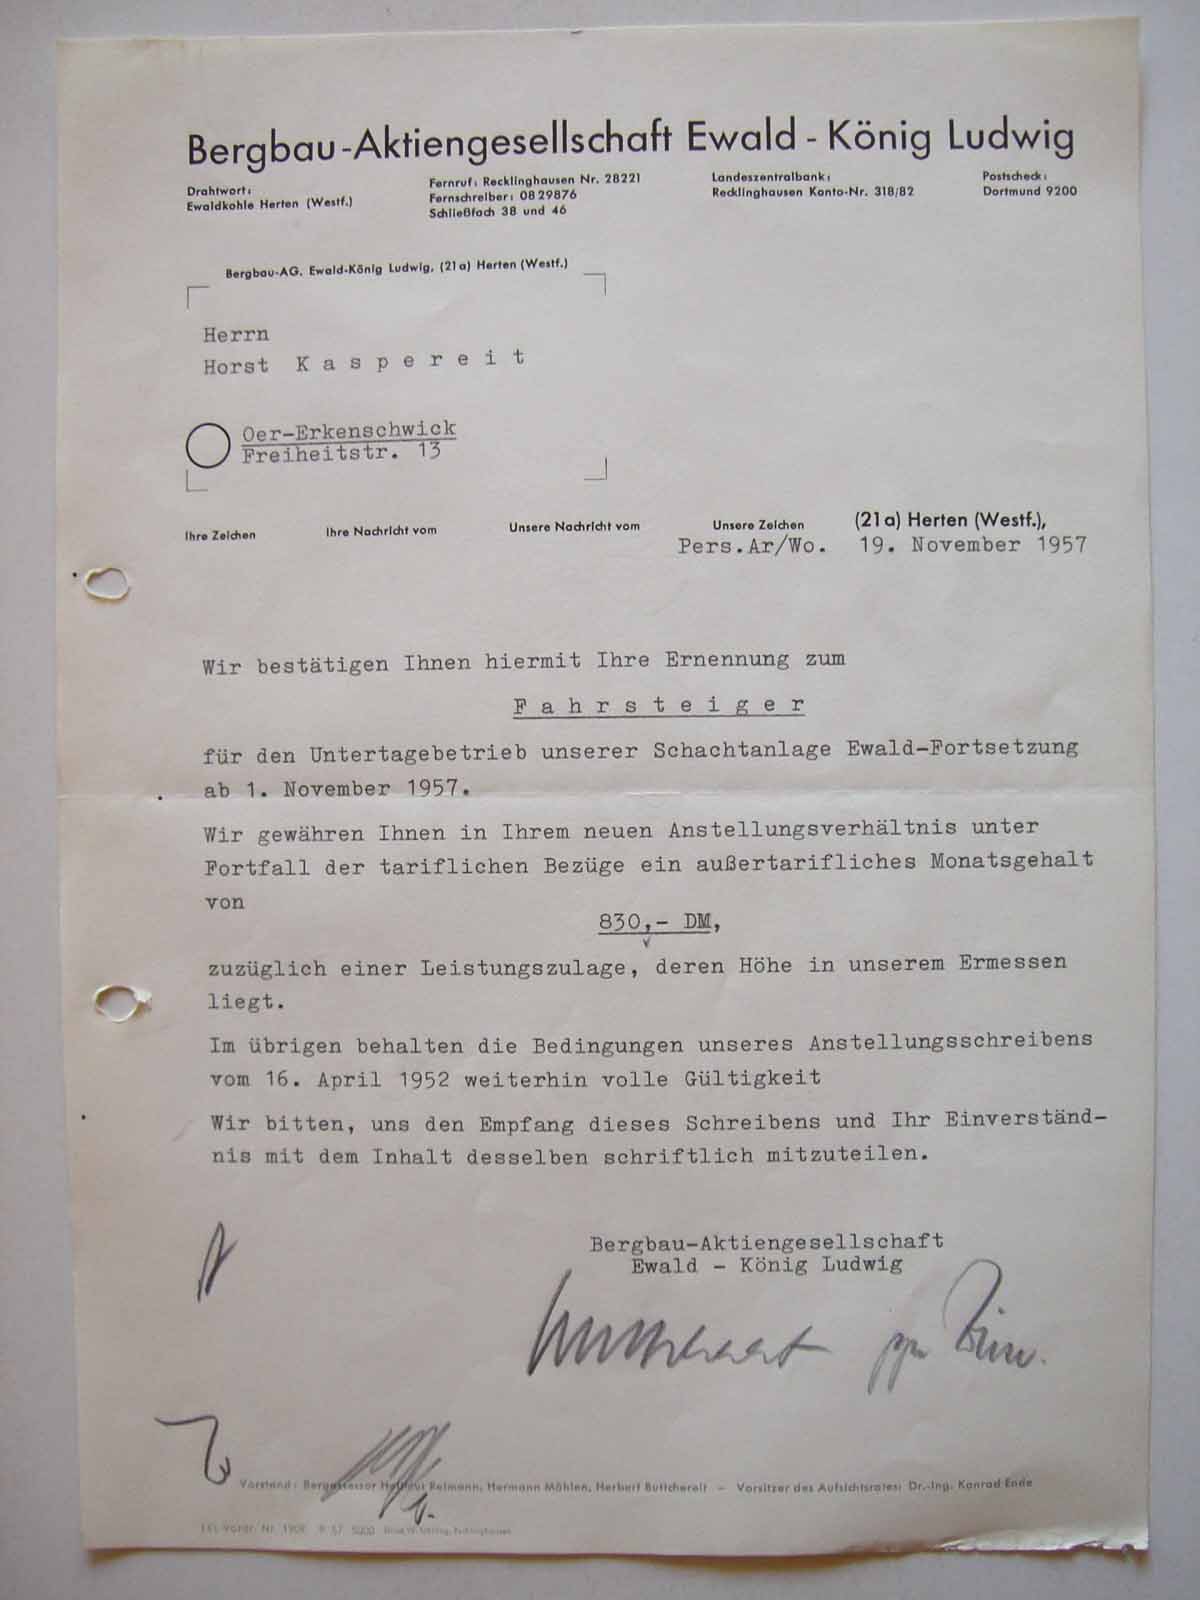 Bergbau-Aktiengesellschaft Ewald - König Ludwig
Drahtwort:
Ewaldkohle Herten (Westf.)
Fernruf: Recklinghausen Nr. 28221
Fernschreiber: 0829876
Schließfach 38 und 46
Landeszentralbank:
Recklinghausen Konto-Nr. 318/82
Postscheck:
Dortmund 9200
Bergbau-AG. Ewald-König Ludwig, (21a) Herten (Westf.)
Herrn
Horst K a s p e r e i t
Oer-Erkenschwick
Freiheitstr. 13
Ihre Zeichen Ihre Nachricht vom Unsere Nachricht vom Unsere Zeichen (21a) Herten (Westf.),
Pers.Ar/Wo. 19. November 1957
Wir bestätigen Ihnen hiermit Ihre Ernennung zum
F a h r s t e i g e r
für den Untertagebetrieb unserer Schachtanlage Ewald-Fortsetzung
ab 1. November 1957.
Wir gewähren Ihnen in Ihrem neuen Anstellungsverhältnis unter
Fortfall der tariflichen Bezüge ein außertarifliches Monatsgehalt
von
830,- DM,
zuzüglich einer Leistungszulage, deren Höhe in unserem Ermessen
liegt.
Im übrigen behalten die Bedingungen unseres Anstellungsschreibens
vom 16. April 1952 weiterhin volle Gültigkeit
Wir bitten, uns den Empfang dieses Schreibens und Ihr Einverständ-
nis mit dem Inhalt desselben schriftlich mitzuteilen.
Bergbau-Aktiengesellschaft
Ewald - König Ludwig
Vorstand: Bergassessor Reimann, Hermann Möhlen, Herbert Buttchereit - Vorsitzer des Aufsichtsrates: Dr.-Ing. Konrad Ende
Nr. 57 5000